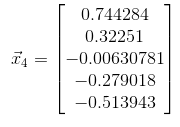 x⃗₄ = [ 0.744284
0.32251
−0.00630781
−0.279018
−0.513943 ]